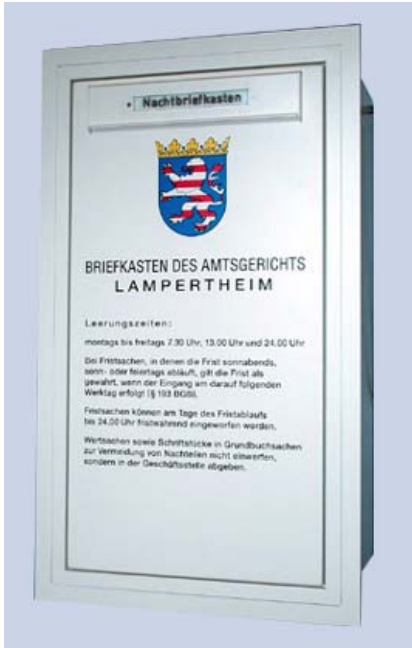 Nachtbriefkasten
BRIEFKASTEN DES AMTSGERICHTS
LAMPERTHEIM
Leerungszeiten:
montags bis freitags 7.30 Uhr, 13.00 Uhr und 24.00 Uhr
Bei Fristsachen, in denen die Frist sonnabends,
sonn- oder feiertags abläuft, gilt die Frist als
gewahrt, wenn der Eingang am darauf folgenden
Werktag erfolgt (§ 193 BGB).
Fristsachen können am Tage des Fristablaufs
bis 24.00 Uhr fristwahrend eingeworfen werden.
Wertsachen sowie Schriftstücke in Grundbuchsachen
zur Vermeidung von Nachteilen nicht einwerfen,
sondern in der Geschäftsstelle abgeben.